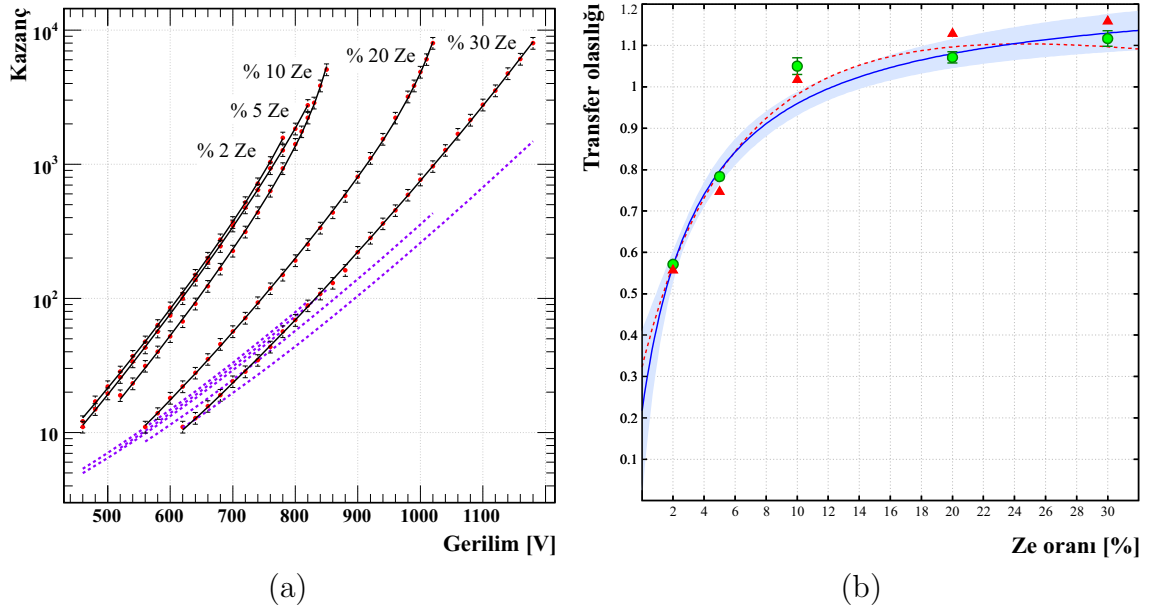 Kazanç
10⁴
10³
10²
10
% 2 Ze
% 5 Ze
% 10 Ze
% 20 Ze
% 30 Ze
500 600 700 800 900 1000 1100
Gerilim [V]
(a)
Transfer olasılığı
1.2
1.1
1
0.9
0.8
0.7
0.6
0.5
0.4
0.3
0.2
0.1
2 4 6 8 10 12 14 16 18 20 22 24 26 28 30
Ze oranı [%]
(b)